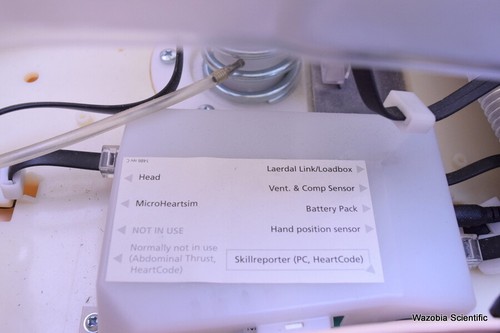 Head
MicroHeartsim
NOT IN USE
Normally not in use
(Abdominal Thrust,
HeartCode)
Laerdal Link/Loadbox
Vent. & Comp Sensor
Battery Pack
Hand position sensor
Skillreporter (PC, HeartCode)
Wazobia Scientific